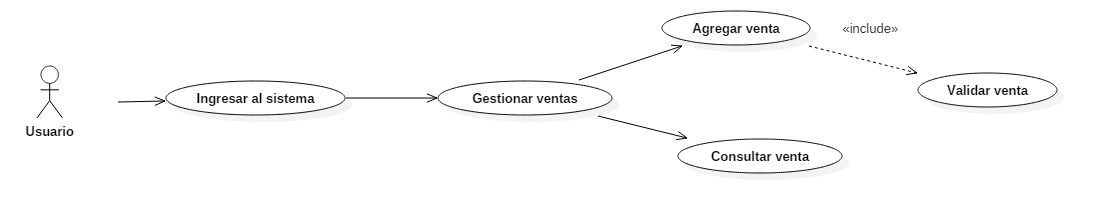 Agregar venta
«include»
Validar venta
Ingresar al sistema
Gestionar ventas
Usuario
Consultar venta